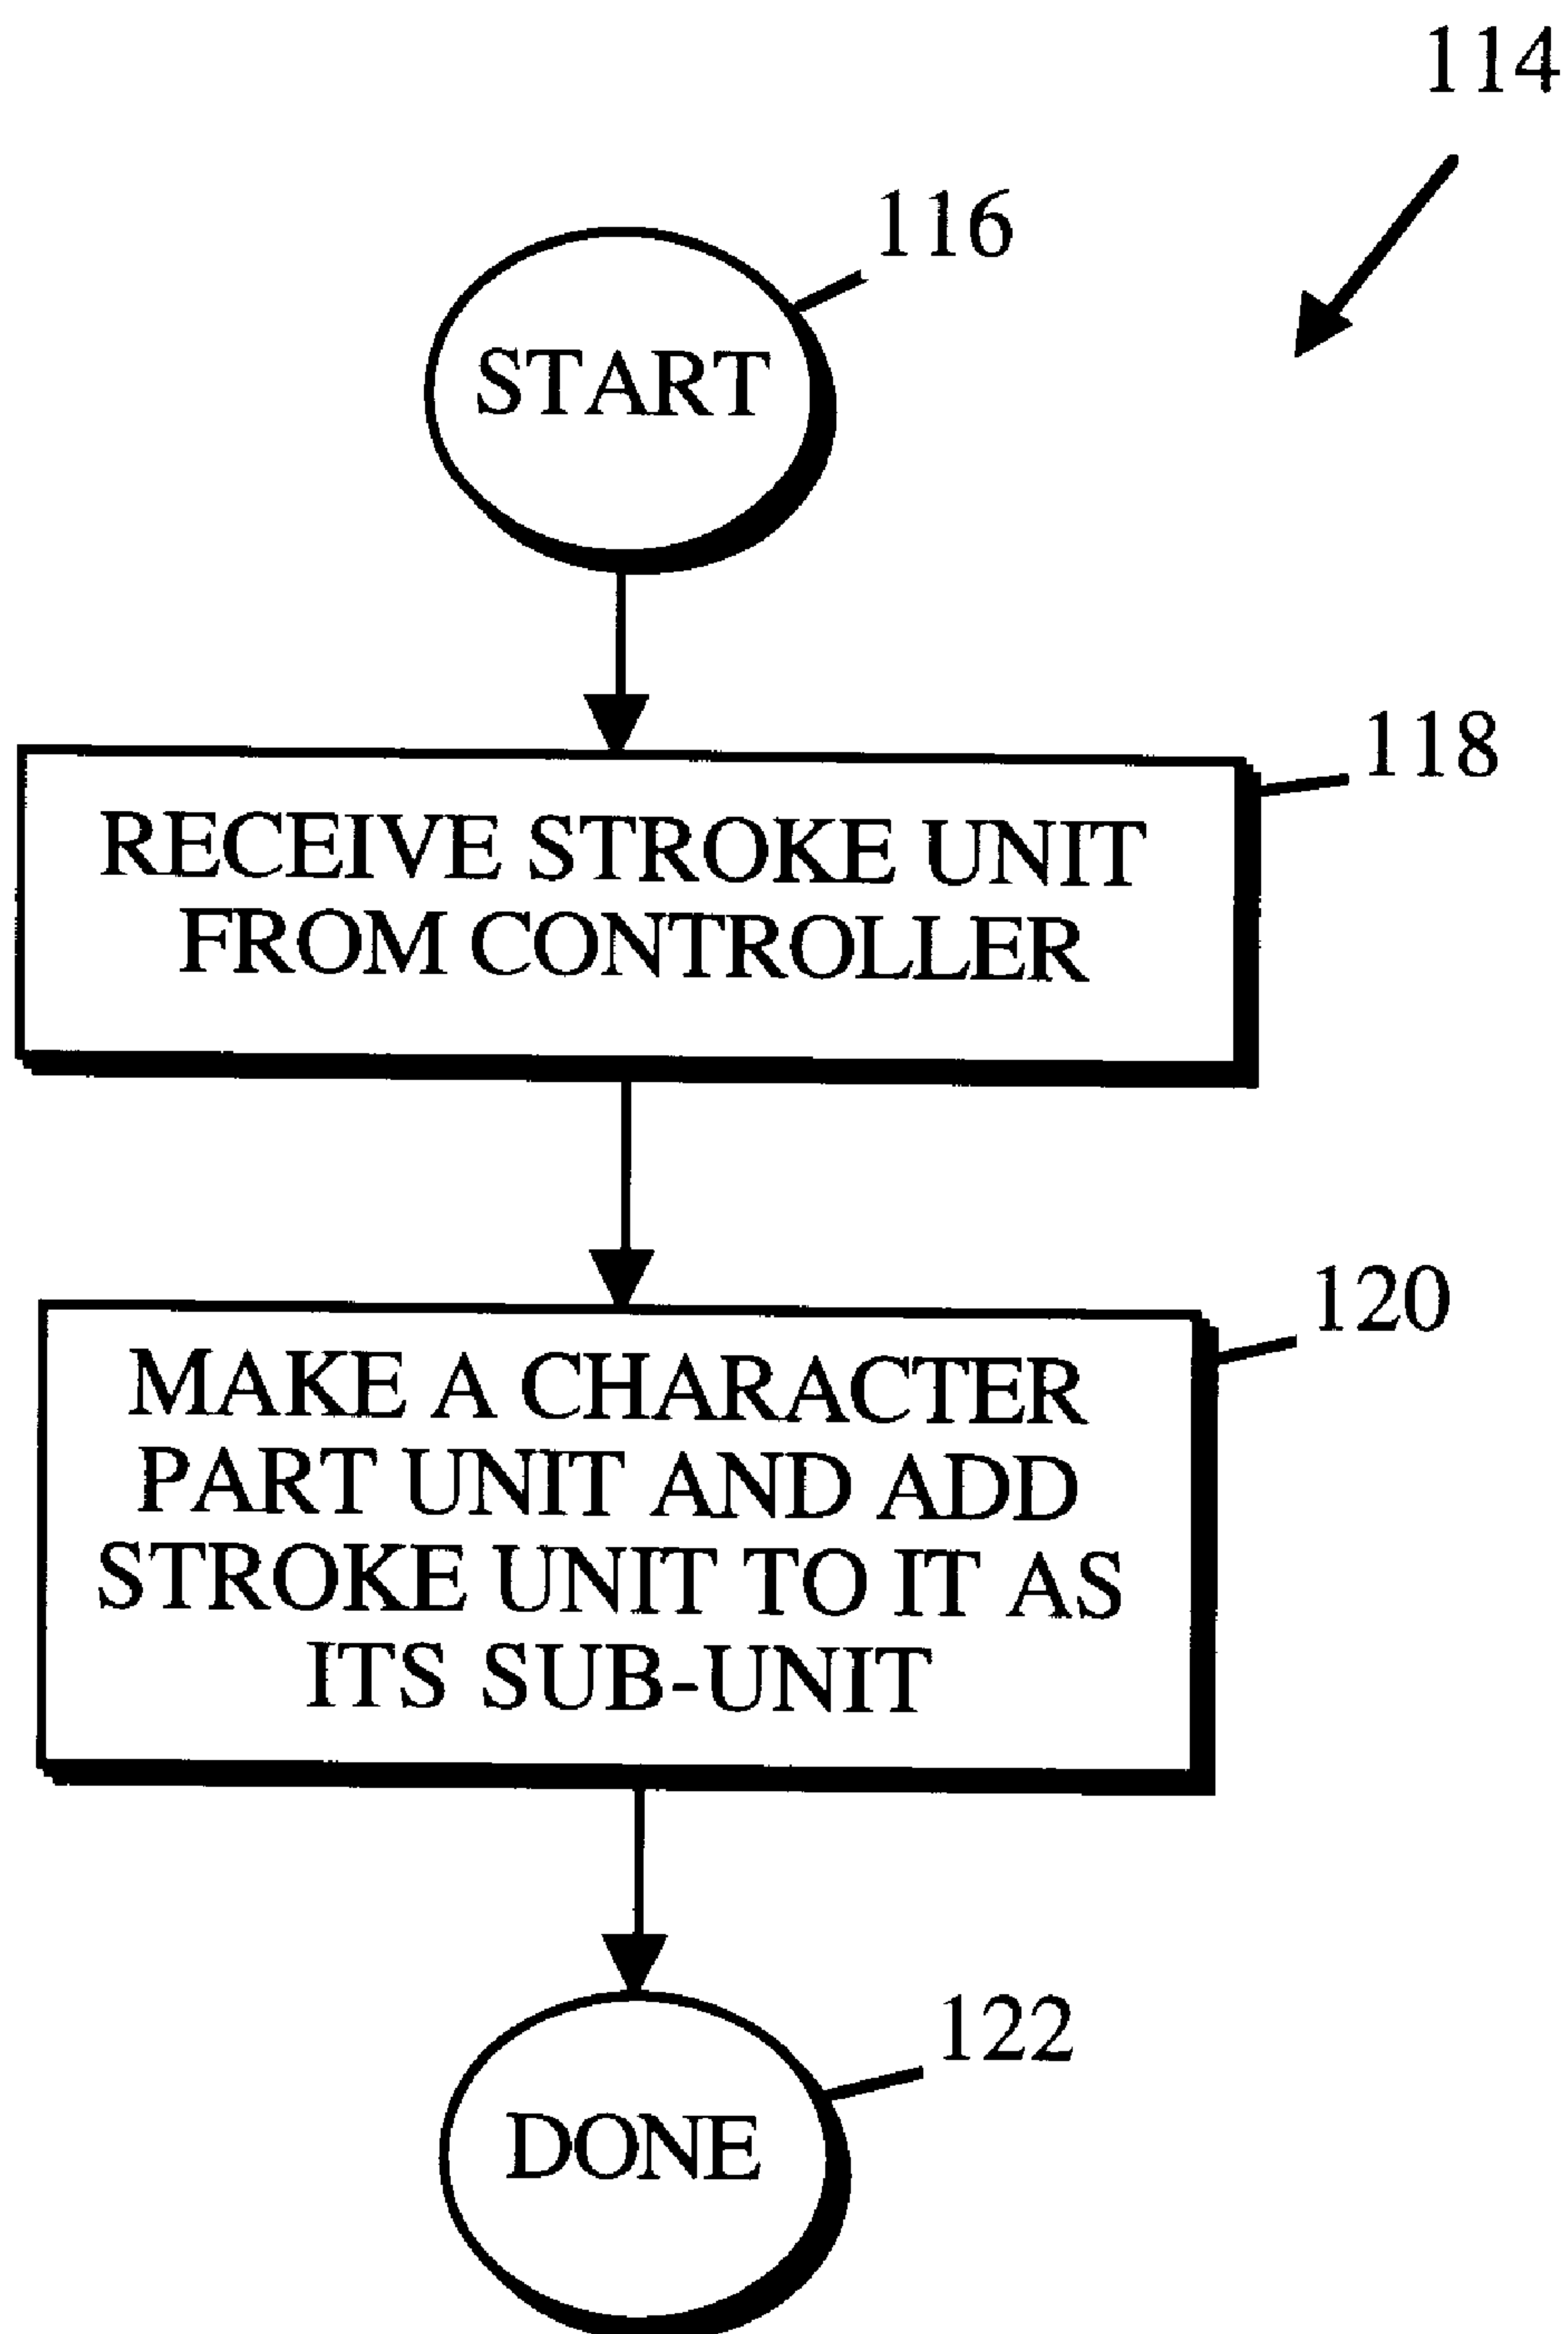 114
116
START
118
RECEIVE STROKE UNIT
FROM CONTROLLER
120
MAKE A CHARACTER
PART UNIT AND ADD
STROKE UNIT TO IT AS
ITS SUB-UNIT
122
DONE